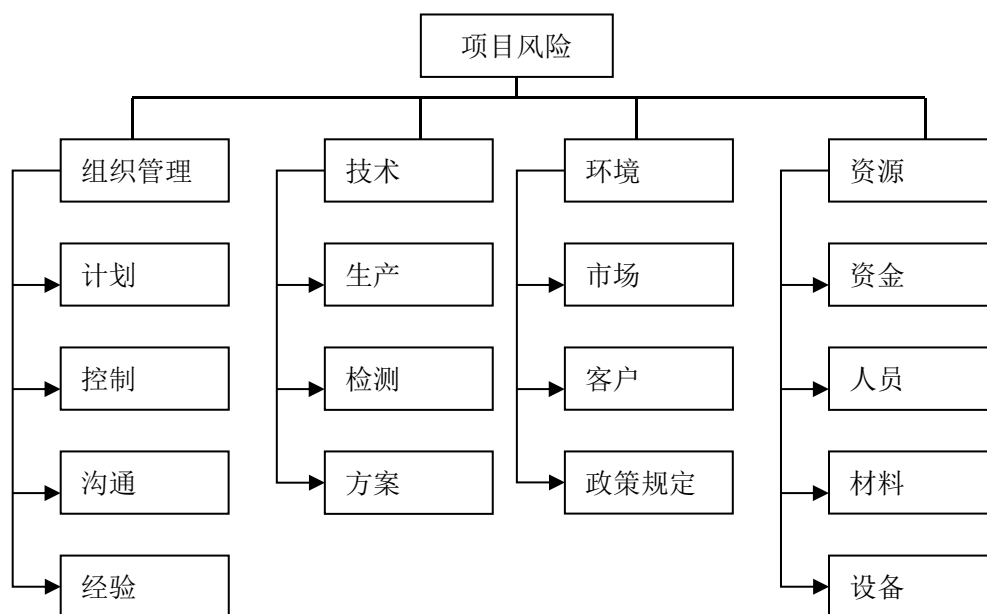 项目风险
组织管理
技术
环境
资源
计划
生产
市场
资金
控制
检测
客户
人员
沟通
方案
政策规定
材料
经验
设备